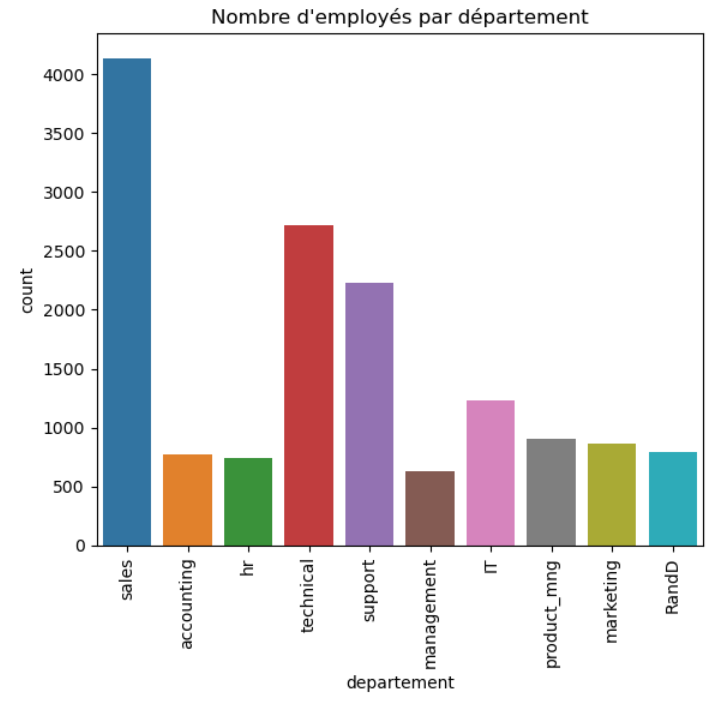 Nombre d'employés par département
4000
3500
3000
2500
2000
1500
1000
500
0
count
sales
accounting
hr
technical
support
management
IT
product_mng
marketing
RandD
departement